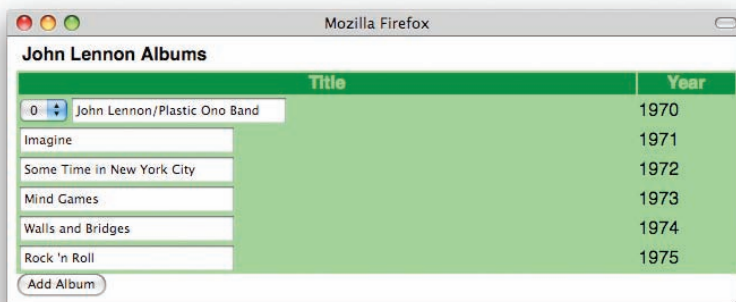 Mozilla Firefox
John Lennon Albums
Title Year
0 John Lennon/Plastic Ono Band 1970
Imagine 1971
Some Time in New York City 1972
Mind Games 1973
Walls and Bridges 1974
Rock 'n Roll 1975
Add Album